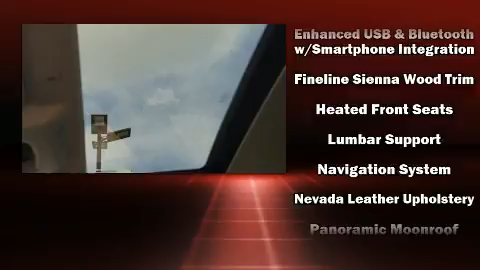 Enhanced USB & Bluetooth
w/Smartphone Integration
Fineline Sienna Wood Trim
Heated Front Seats
Lumbar Support
Navigation System
Nevada Leather Upholstery
Panoramic Moonroof